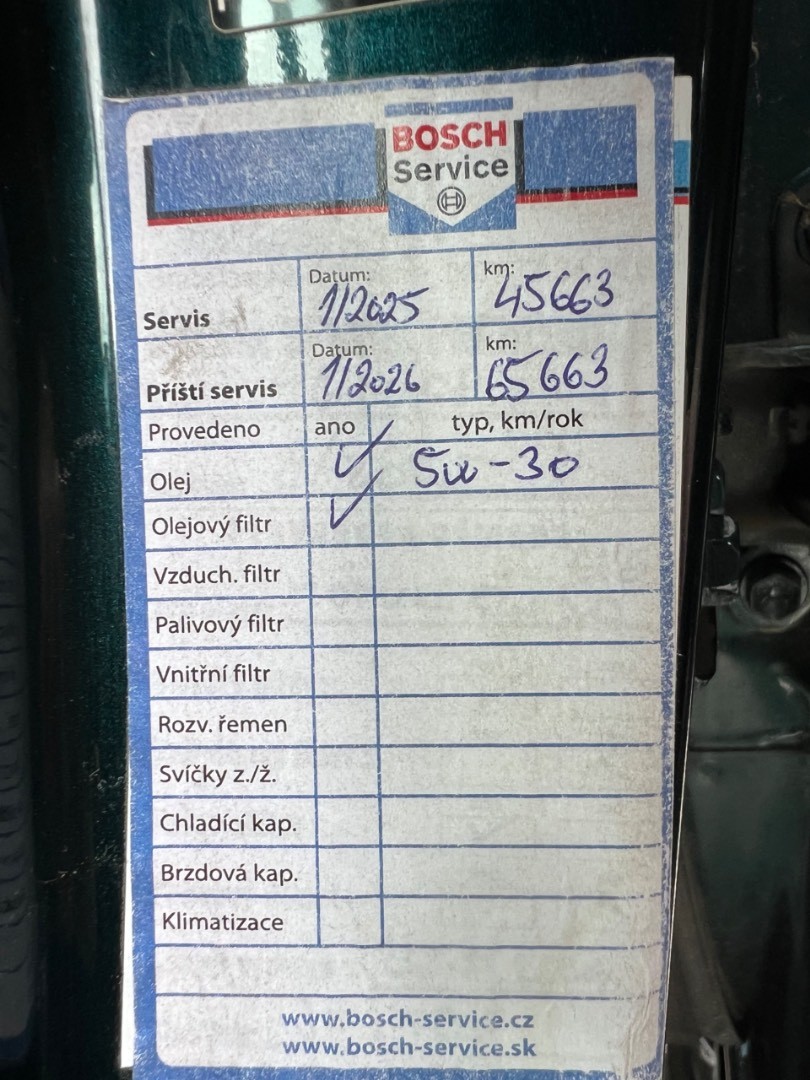 BOSCH
Service
Servis Datum: 1/2025 km: 45663
Příští servis Datum: 1/2026 km: 65663
Provedeno ano typ, km/rok
Olej ✓ 5w-30
Olejový filtr ✓
Vzduch. filtr
Palivový filtr
Vnitřní filtr
Rozv. řemen
Svíčky z./ž.
Chladící kap.
Brzdová kap.
Klimatizace
www.bosch-service.cz
www.bosch-service.sk